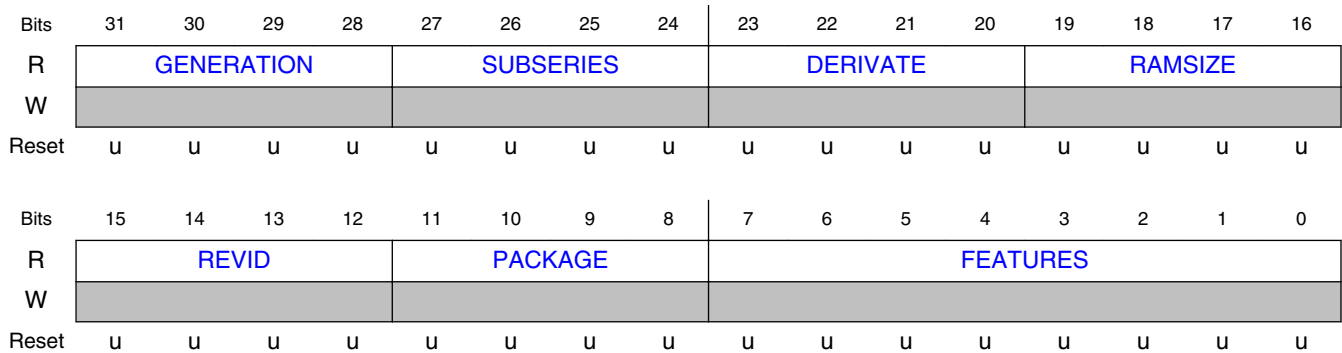 Bits 31 30 29 28 27 26 25 24 23 22 21 20 19 18 17 16
R GENERATION SUBSERIES DERIVATE RAMSIZE
W
Reset u u u u u u u u u u u u u u u u
Bits 15 14 13 12 11 10 9 8 7 6 5 4 3 2 1 0
R REVID PACKAGE FEATURES
W
Reset u u u u u u u u u u u u u u u u